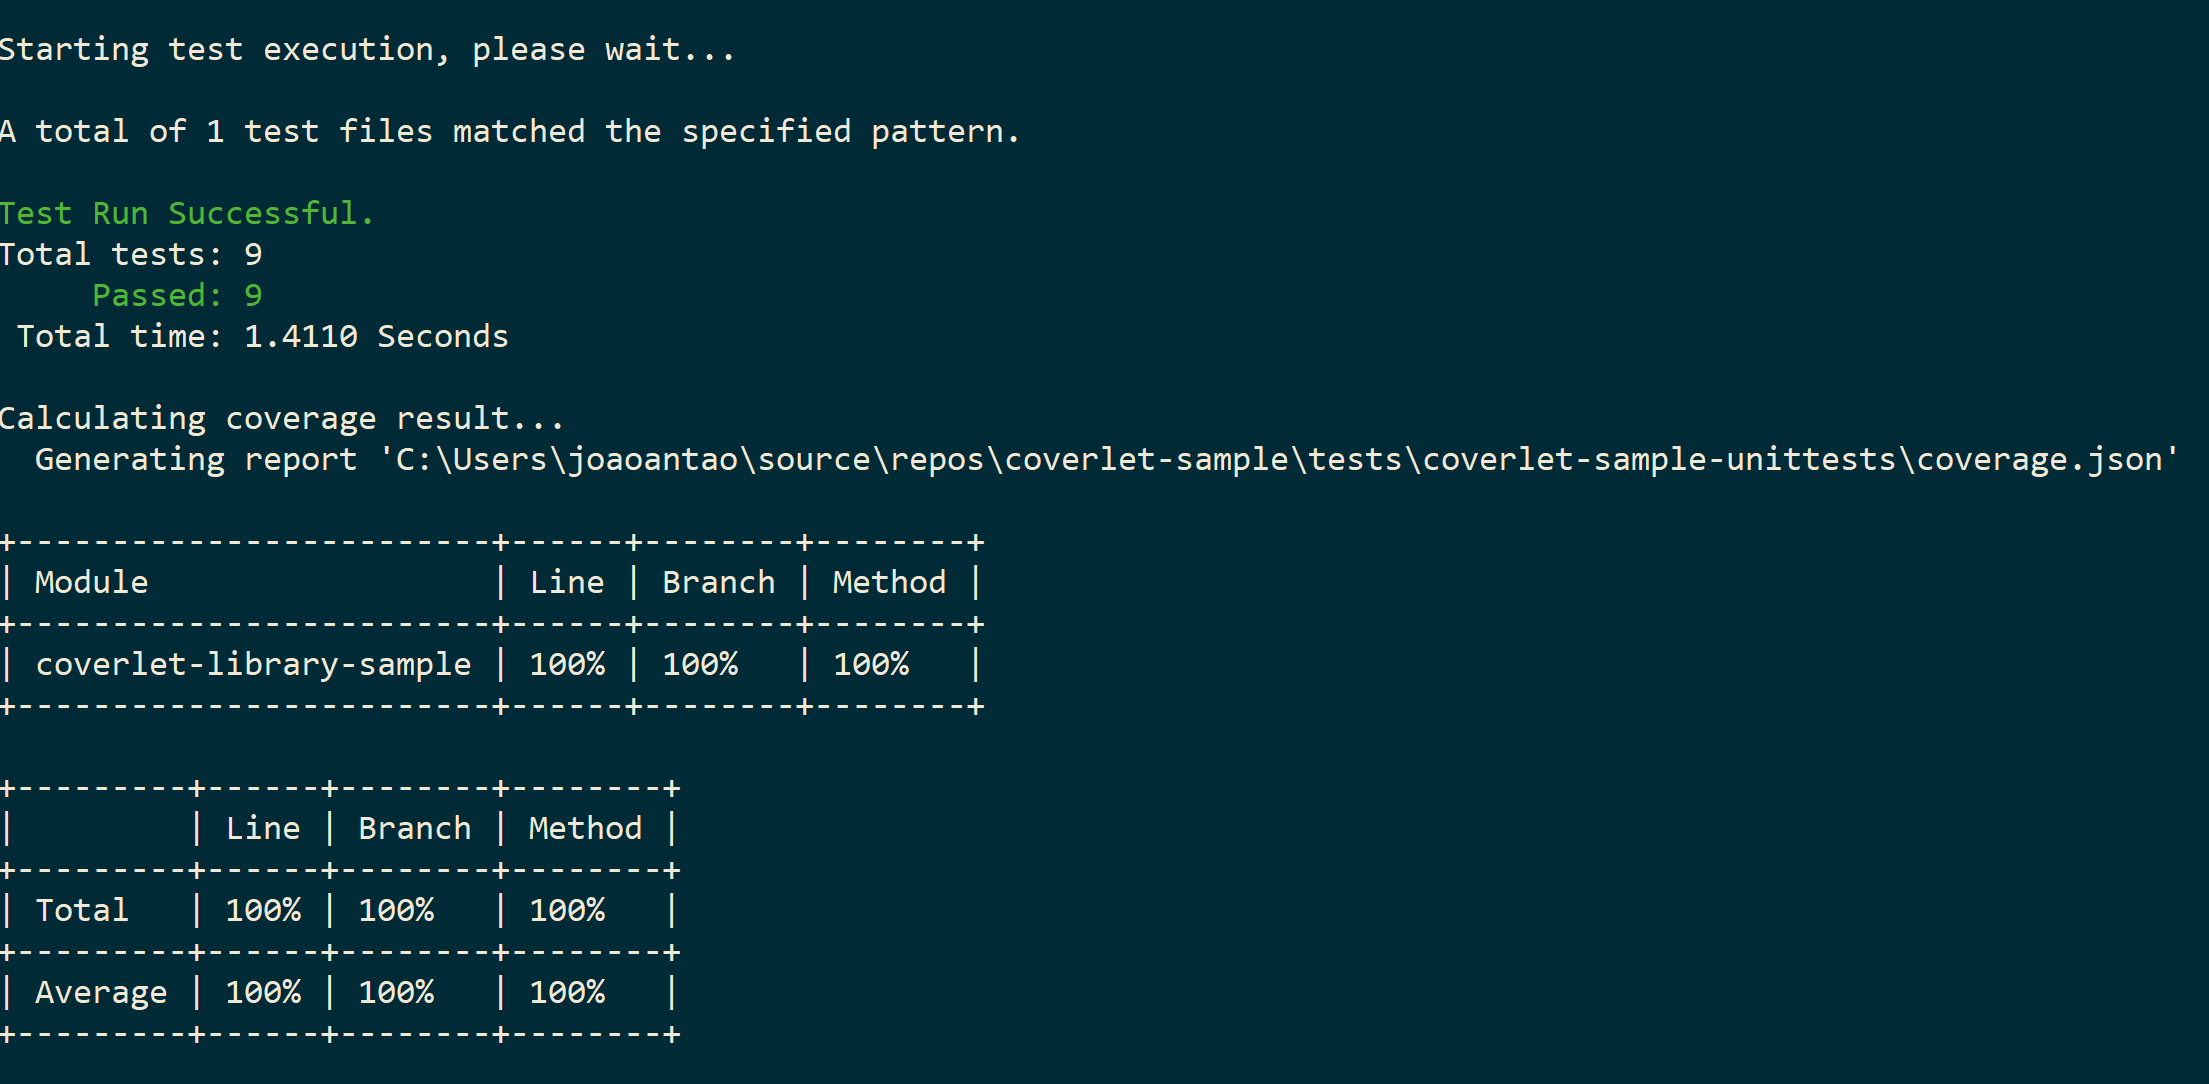 Starting test execution, please wait...
A total of 1 test files matched the specified pattern.
Test Run Successful.
Total tests: 9
     Passed: 9
 Total time: 1.4110 Seconds
Calculating coverage result...
  Generating report 'C:\Users\joaoantao\source\repos\coverlet-sample\tests\coverlet-sample-unittests\coverage.json'
+-------------------------+------+--------+--------+
| Module                  | Line | Branch | Method |
+-------------------------+------+--------+--------+
| coverlet-library-sample | 100% | 100%   | 100%   |
+-------------------------+------+--------+--------+
+---------+------+--------+--------+
|         | Line | Branch | Method |
+---------+------+--------+--------+
| Total   | 100% | 100%   | 100%   |
+---------+------+--------+--------+
| Average | 100% | 100%   | 100%   |
+---------+------+--------+--------+